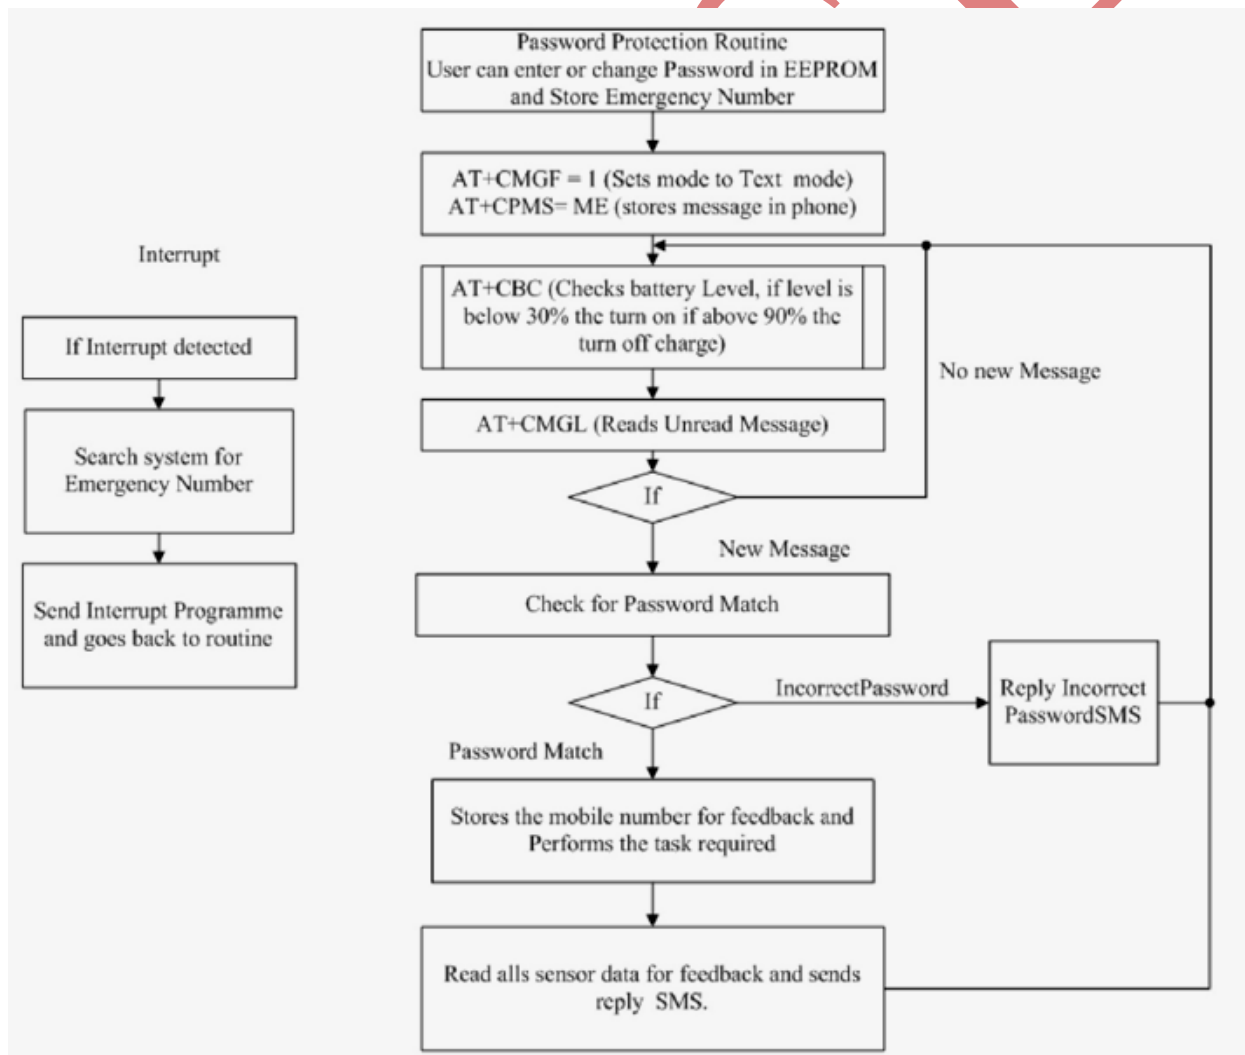 Password Protection Routine
User can enter or change Password in EEPROM
and Store Emergency Number
AT+CMGF = 1 (Sets mode to Text mode)
AT+CPMS= ME (stores message in phone)
Interrupt
AT+CBC (Checks battery Level, if level is
below 30% the turn on if above 90% the
turn off charge)
If Interrupt detected
No new Message
AT+CMGL (Reads Unread Message)
Search system for
Emergency Number
If
New Message
Send Interrupt Programme
and goes back to routine
Check for Password Match
If
IncorrectPassword
Reply Incorrect
PasswordSMS
Password Match
Stores the mobile number for feedback and
Performs the task required
Read alls sensor data for feedback and sends
reply SMS.